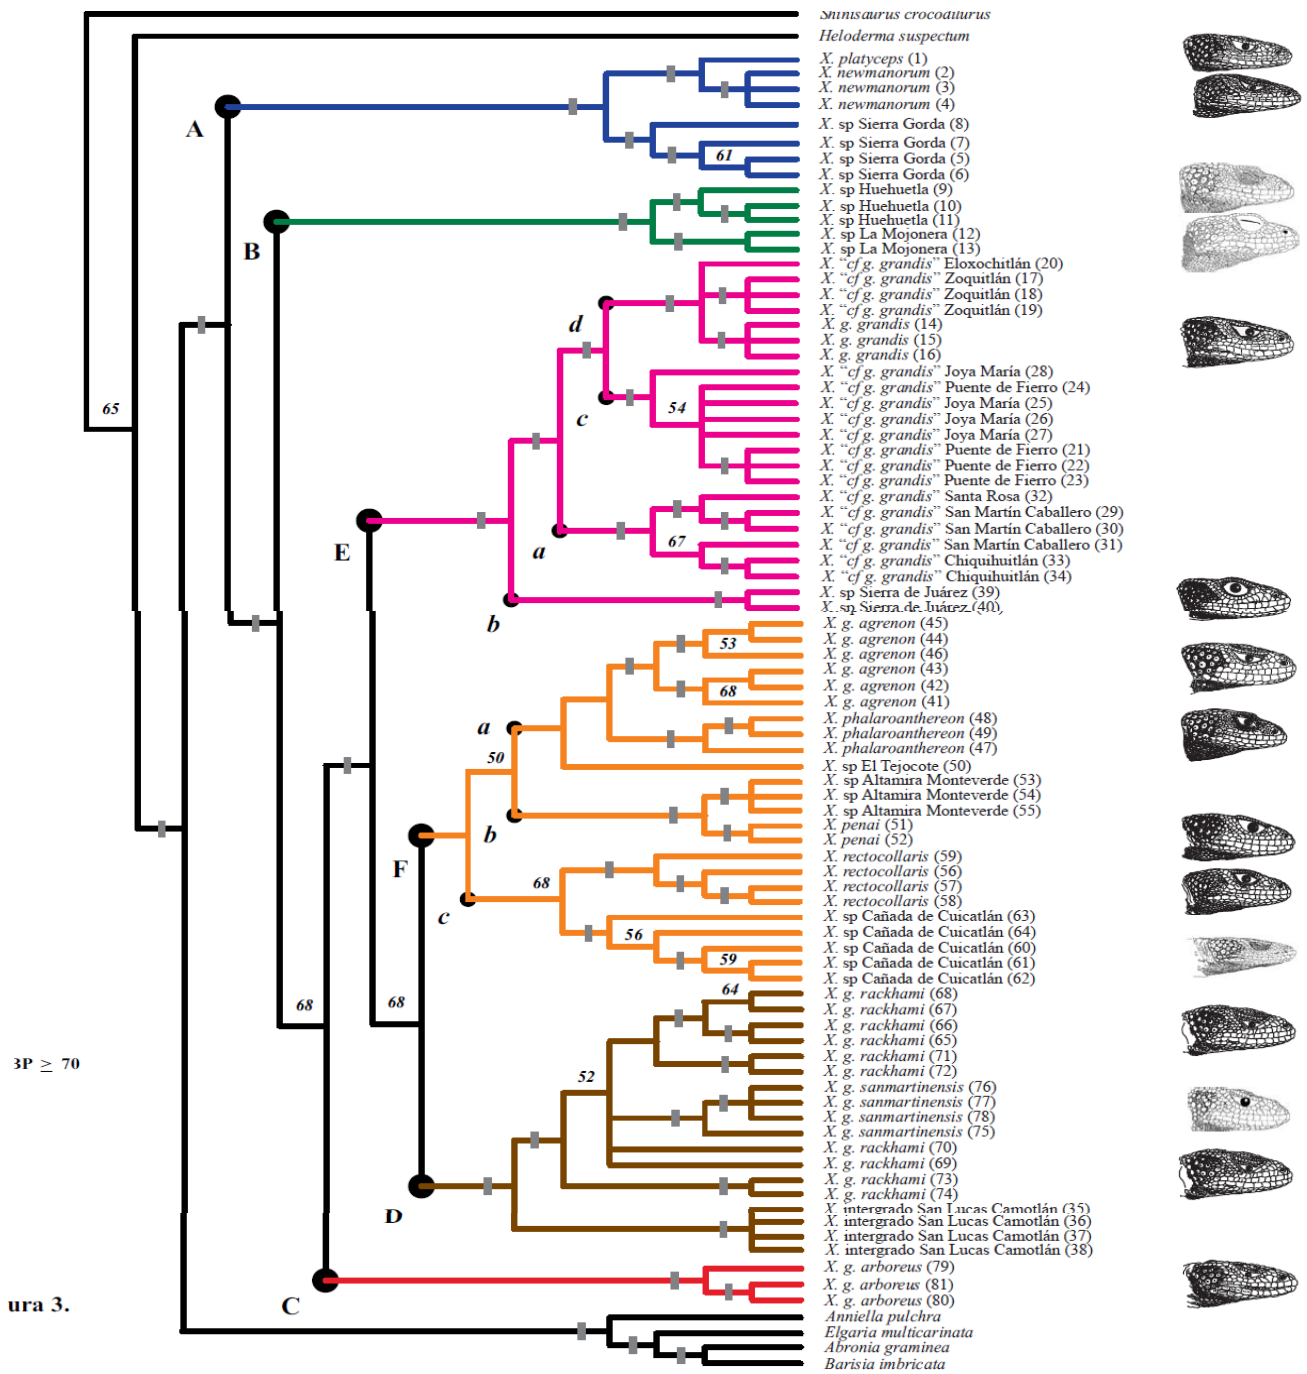 Shinisaurus crocodilurus
Heloderma suspectum
X. platyceps (1)
X. newmanorum (2)
X. newmanorum (3)
X. newmanorum (4)
A
X. sp Sierra Gorda (8)
X. sp Sierra Gorda (7)
61
X. sp Sierra Gorda (5)
X. sp Sierra Gorda (6)
X. sp Huehuetla (9)
X. sp Huehuetla (10)
X. sp Huehuetla (11)
X. sp La Mojonera (12)
B
X. sp La Mojonera (13)
X. “cf g. grandis” Eloxochitlán (20)
X. “cf g. grandis” Zoquitlán (17)
X. “cf g. grandis” Zoquitlán (18)
X. “cf g. grandis” Zoquitlán (19)
d
X. g. grandis (14)
X. g. grandis (15)
X. g. grandis (16)
X. “cf g. grandis” Joya María (28)
X. “cf g. grandis” Puente de Fierro (24)
65
54
X. “cf g. grandis” Joya María (25)
c
X. “cf g. grandis” Joya María (26)
X. “cf g. grandis” Joya María (27)
X. “cf g. grandis” Puente de Fierro (21)
X. “cf g. grandis” Puente de Fierro (22)
X. “cf g. grandis” Puente de Fierro (23)
X. “cf g. grandis” Santa Rosa (32)
X. “cf g. grandis” San Martín Caballero (29)
X. “cf g. grandis” San Martín Caballero (30)
67
X. “cf g. grandis” San Martín Caballero (31)
E
a
X. “cf g. grandis” Chiquihuitlán (33)
X. “cf g. grandis” Chiquihuitlán (34)
X. sp Sierra de Juárez (39)
X. sp Sierra de Juárez (40)
b
X. g. agrenon (45)
X. g. agrenon (44)
53
X. g. agrenon (46)
X. g. agrenon (43)
X. g. agrenon (42)
68
X. g. agrenon (41)
X. phalaroanthereon (48)
a
X. phalaroanthereon (49)
X. phalaroanthereon (47)
50
X. sp El Tejocote (50)
X. sp Altamira Monteverde (53)
X. sp Altamira Monteverde (54)
X. sp Altamira Monteverde (55)
X. penai (51)
b
X. penai (52)
X. rectocollaris (59)
F
X. rectocollaris (56)
68
X. rectocollaris (57)
X. rectocollaris (58)
c
X. sp Cañada de Cuicatlán (63)
56
X. sp Cañada de Cuicatlán (64)
X. sp Cañada de Cuicatlán (60)
59
X. sp Cañada de Cuicatlán (61)
X. sp Cañada de Cuicatlán (62)
64
X. g. rackhami (68)
68
68
X. g. rackhami (67)
X. g. rackhami (66)
X. g. rackhami (65)
X. g. rackhami (71)
3P ≥ 70
X. g. rackhami (72)
52
X. g. sanmartinensis (76)
X. g. sanmartinensis (77)
X. g. sanmartinensis (78)
X. g. sanmartinensis (75)
X. g. rackhami (70)
X. g. rackhami (69)
X. g. rackhami (73)
X. g. rackhami (74)
X. intergrado San Lucas Camotlán (35)
D
X. intergrado San Lucas Camotlán (36)
X. intergrado San Lucas Camotlán (37)
X. intergrado San Lucas Camotlán (38)
X. g. arboreus (79)
X. g. arboreus (81)
X. g. arboreus (80)
C
ura 3.
Anniella pulchra
Elgaria multicarinata
Abronia graminea
Barisia imbricata